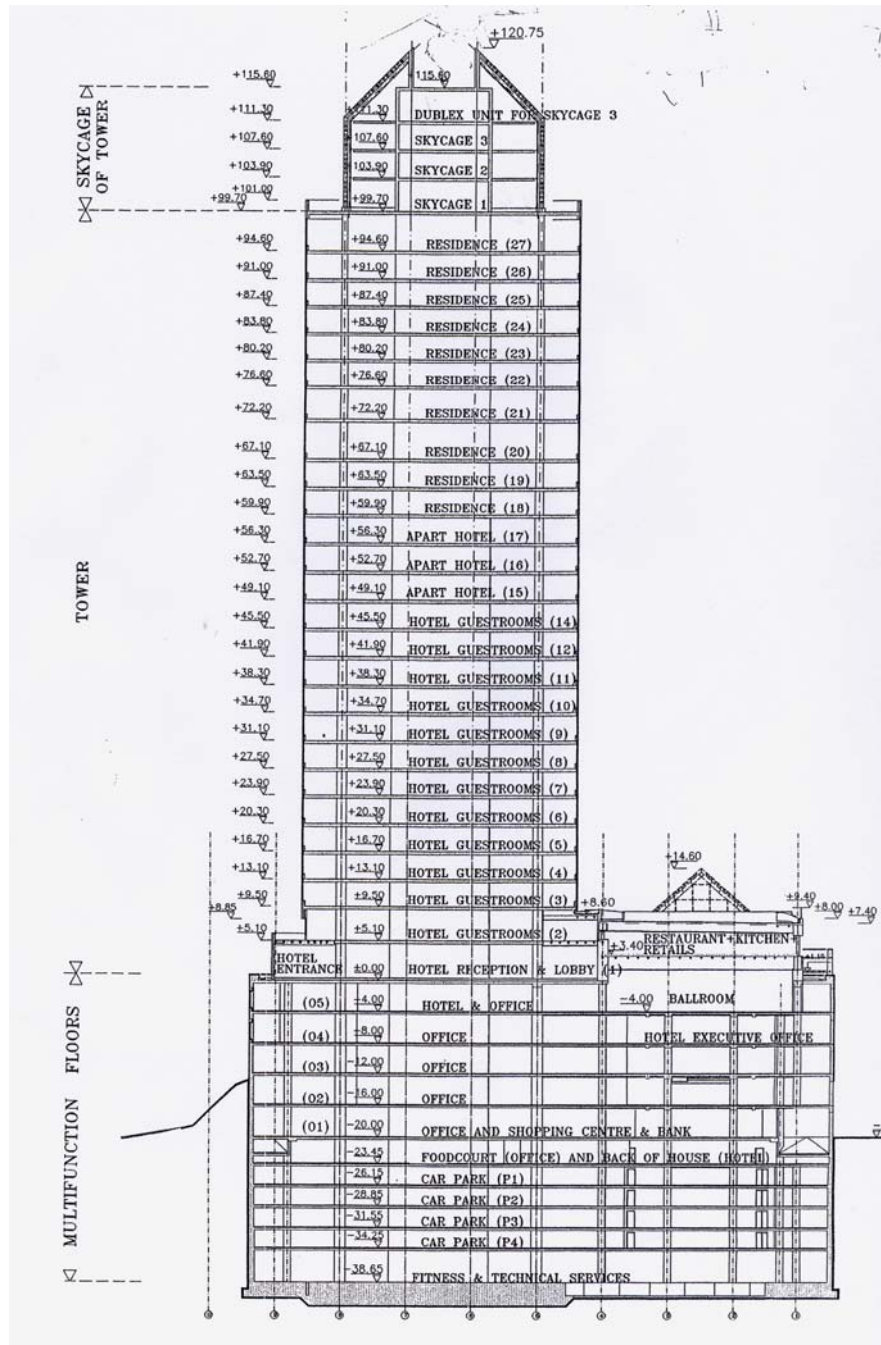 +120.75
+115.60 115.60
+111.30 +121.30 DUBLEX UNIT FOR SKYCAGE 3
+107.60 107.60 SKYCAGE 3
+103.90 103.90 SKYCAGE 2
+101.00
+99.70 +99.70 SKYCAGE 1
SKYCAGE
OF TOWER
+94.60 +94.60 RESIDENCE (27)
+91.00 +91.00 RESIDENCE (26)
+87.40 +87.40 RESIDENCE (25)
+83.80 +83.80 RESIDENCE (24)
+80.20 +80.20 RESIDENCE (23)
+76.60 +76.60 RESIDENCE (22)
+72.20 +72.20 RESIDENCE (21)
+67.10 +67.10 RESIDENCE (20)
+63.50 +63.50 RESIDENCE (19)
+59.90 +59.90 RESIDENCE (18)
+56.30 +56.30 APART HOTEL (17)
+52.70 +52.70 APART HOTEL (16)
+49.10 +49.10 APART HOTEL (15)
TOWER
+45.50 +45.50 HOTEL GUESTROOMS (14)
+41.90 +41.90 HOTEL GUESTROOMS (12)
+38.30 +38.30 HOTEL GUESTROOMS (11)
+34.70 +34.70 HOTEL GUESTROOMS (10)
+31.10 +31.10 HOTEL GUESTROOMS (9)
+27.50 +27.50 HOTEL GUESTROOMS (8)
+23.90 +23.90 HOTEL GUESTROOMS (7)
+20.30 +20.30 HOTEL GUESTROOMS (6)
+16.70 +16.70 HOTEL GUESTROOMS (5)
+14.60
+13.10 +13.10 HOTEL GUESTROOMS (4)
+9.50 +9.50 HOTEL GUESTROOMS (3) +8.60 +9.40
+8.85 +8.00 +7.40
+5.10 +5.10 HOTEL GUESTROOMS (2) +3.40 RESTAURANT+KITCHEN+
RETAILS
HOTEL
ENTRANCE ±0.00 HOTEL RECEPTION & LOBBY (1)
MULTIFUNCTION FLOORS
(05) -4.00 HOTEL & OFFICE -4.00 BALLROOM
(04) -8.00 OFFICE HOTEL EXECUTIVE OFFICE
(03) -12.00 OFFICE
(02) -16.00 OFFICE
(01) -20.00 OFFICE AND SHOPPING CENTRE & BANK
-23.45 FOODCOURT (OFFICE) AND BACK OF HOUSE (HOTEL)
-26.15 CAR PARK (P1)
-28.85 CAR PARK (P2)
-31.55 CAR PARK (P3)
-34.25 CAR PARK (P4)
-38.65 FITNESS & TECHNICAL SERVICES